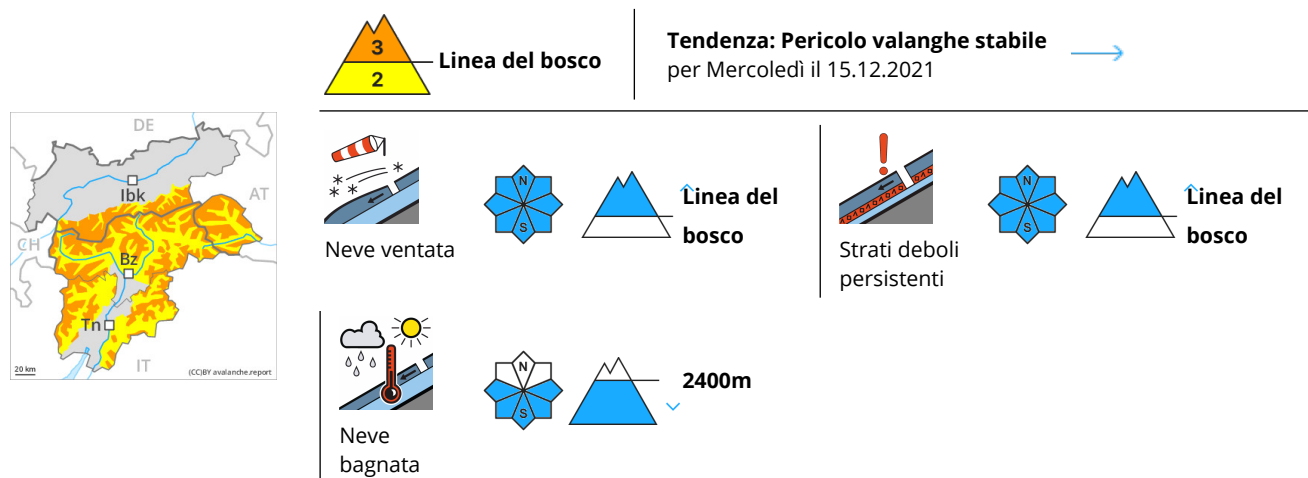 3
2
Linea del bosco
Tendenza: Pericolo valanghe stabile
per Mercoledì il 15.12.2021
DE
Ibk
AT
CH
Bz
Tn
IT
20 km
(CC)BY avalanche.report
N
S
Linea del
bosco
Neve ventata
N
S
Linea del
bosco
Strati deboli
persistenti
N
S
2400m
Neve
bagnata